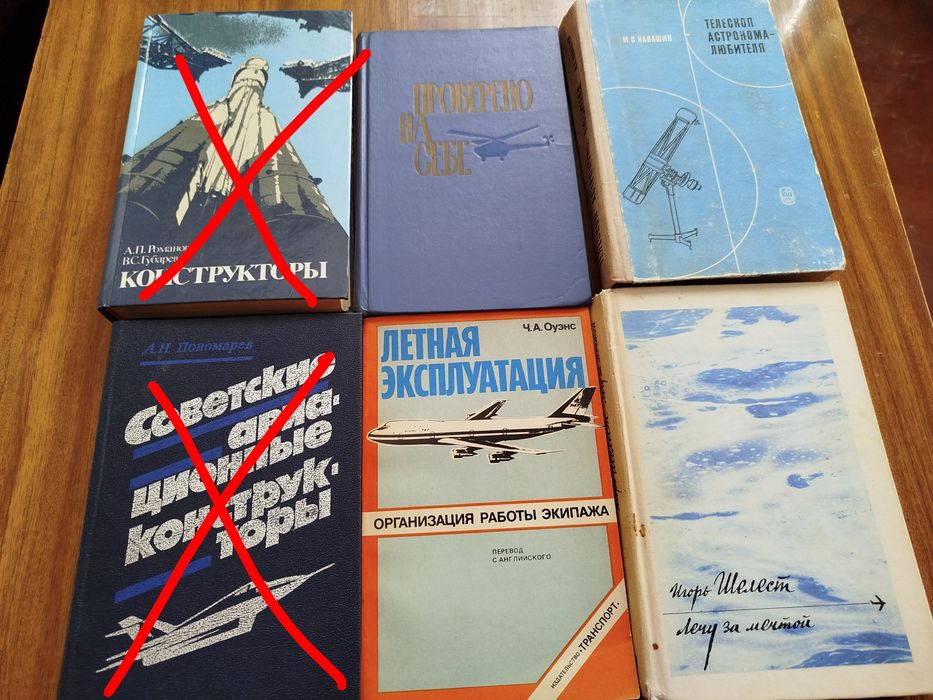 А.П. Романов
В.С. Губарев
КОНСТРУКТОРЫ
ПРОВЕРЕНО
НА
СЕБЕ
М С НАВАШИН
ТЕЛЕСКОП
АСТРОНОМА-
ЛЮБИТЕЛЯ
А.Н. Пономарев
Советские
авиа-
ционные
конструк-
торы
Ч.А. Оуэнс
ЛЕТНАЯ
ЭКСПЛУАТАЦИЯ
ОРГАНИЗАЦИЯ РАБОТЫ ЭКИПАЖА
ПЕРЕВОД
С АНГЛИЙСКОГО
ИЗДАТЕЛЬСТВО «ТРАНСПОРТ»
Игорь Шелест
Лечу за мечтой